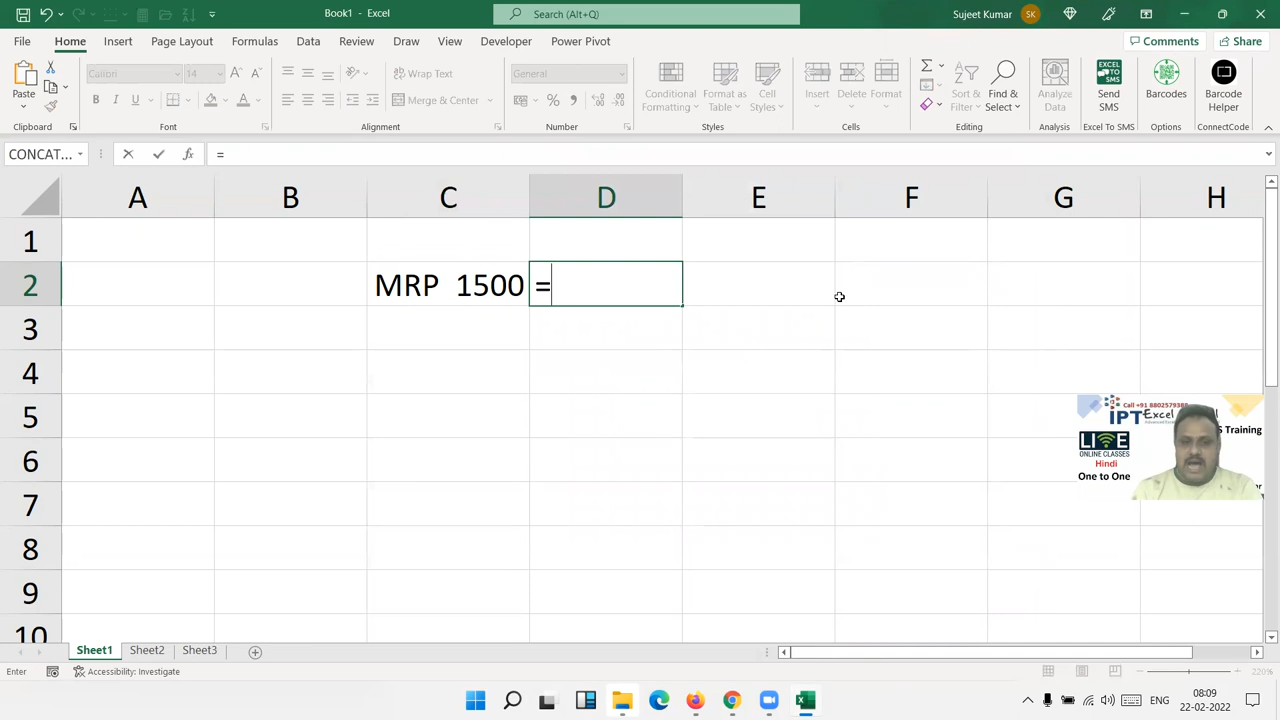 Book1 - Excel
Search (Alt+Q)
Sujeet Kumar SK
File Home Insert Page Layout Formulas Data Review View Draw Developer Power Pivot
Comments Share
Paste
Clipboard
Calibri 14
B I U
Font
Wrap Text
Merge & Center
Alignment
General
Number
Conditional Formatting
Format as Table
Cell Styles
Styles
Insert Delete Format
Cells
Sort & Filter
Find & Select
Editing
Analyze Data
Analysis
Send SMS
Excel To SMS
Barcodes
Options
Barcode Helper
ConnectCode
CONCAT... fx =
A B C D E F G H
1
2 MRP 1500 =
3
4
5
6
7
8
9
10
Call +91 8802579388
IPT Excel
S Training
LIVE
ONLINE CLASSES
Hindi
One to One
Sheet1 Sheet2 Sheet3
Enter Accessibility: Investigate 220%
ENG 08:09
22-02-2022